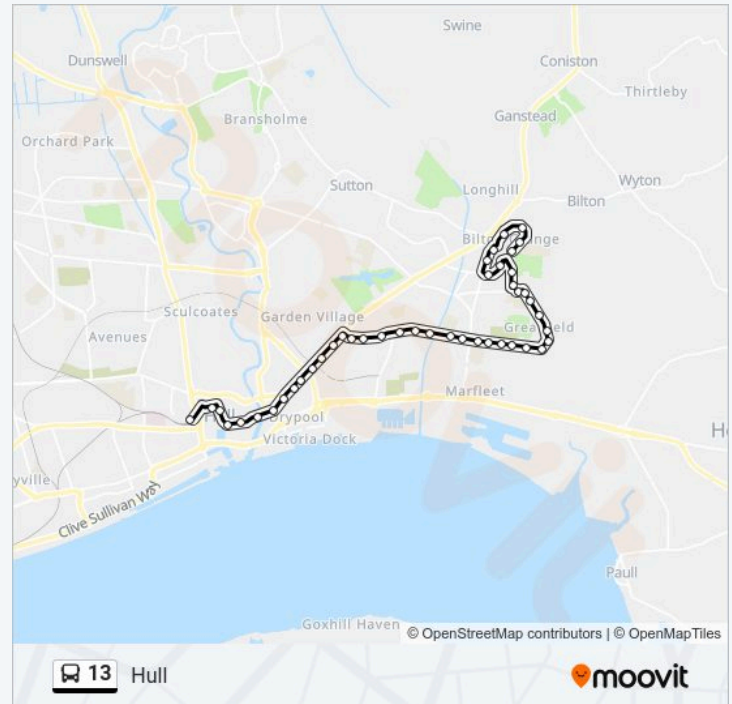 Swine
Dunswell
Coniston
Thirtleby
Ganstead
Bransholme
Orchard Park
Wyton
Sutton
Longhill
Bilton
Sculcoates
Garden Village
Avenues
Marfleet
Drypool
Victoria Dock
Clive Sullivan Way
Paull
Goxhill Haven
© OpenStreetMap contributors | © OpenMapTiles
13 Hull
moovit